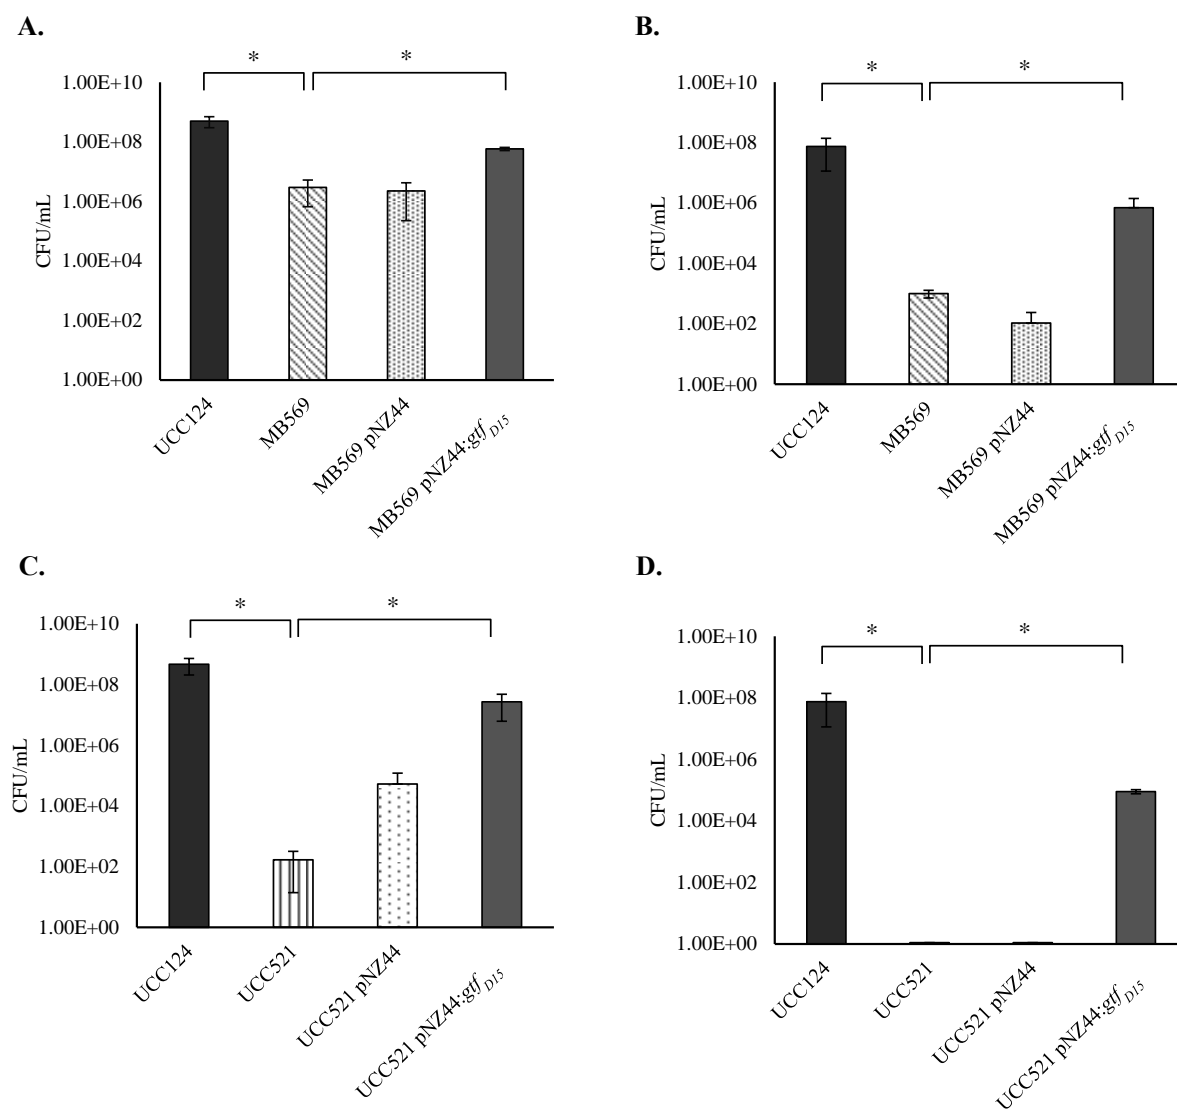 A.
* *
1.00E+10
1.00E+08
1.00E+06
1.00E+04
1.00E+02
1.00E+00
CFU/mL
UCC124
MB569
MB569 pNZ44
MB569 pNZ44:gtf D15
B.
* *
1.00E+10
1.00E+08
1.00E+06
1.00E+04
1.00E+02
1.00E+00
CFU/mL
UCC124
MB569
MB569 pNZ44
MB569 pNZ44:gtf D15
C.
* *
1.00E+10
1.00E+08
1.00E+06
1.00E+04
1.00E+02
1.00E+00
CFU/mL
UCC124
UCC521
UCC521 pNZ44
UCC521 pNZ44:gtf D15
D.
* *
1.00E+10
1.00E+08
1.00E+06
1.00E+04
1.00E+02
1.00E+00
CFU/mL
UCC124
UCC521
UCC521 pNZ44
UCC521 pNZ44:gtf D15